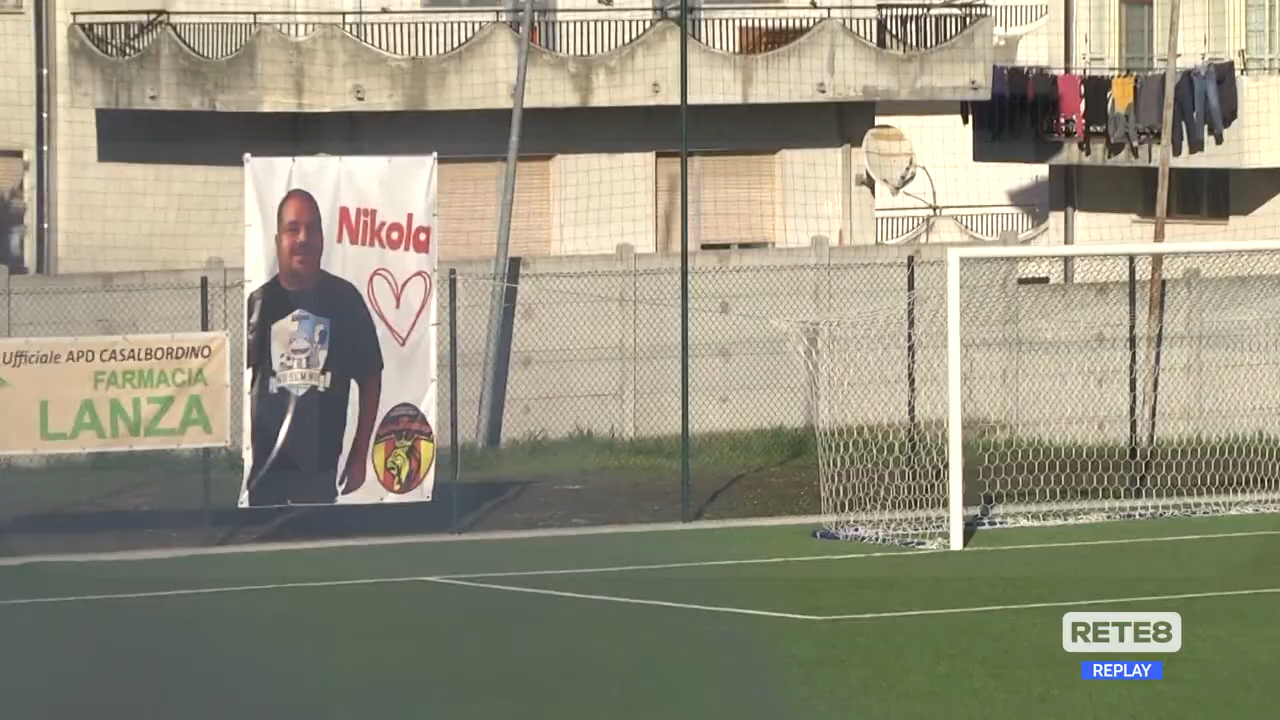 Nikola
Ufficiale APD CASALBORDINO
FARMACIA
LANZA
RETE8
REPLAY